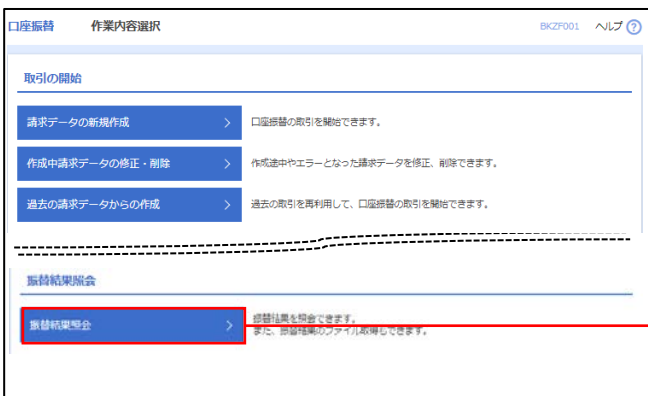 口座振替 作業内容選択 BKZF001 ヘルプ ?
取引の開始
請求データの新規作成 > 口座振替の取引を開始できます。
作成中請求データの修正・削除 > 作成途中やエラーとなった請求データを修正、削除できます。
過去の請求データからの作成 > 過去の取引を再利用して、口座振替の取引を開始できます。
振替結果照会
振替結果照会 > 振替結果を照会できます。
また、振替結果のファイル取得もできます。